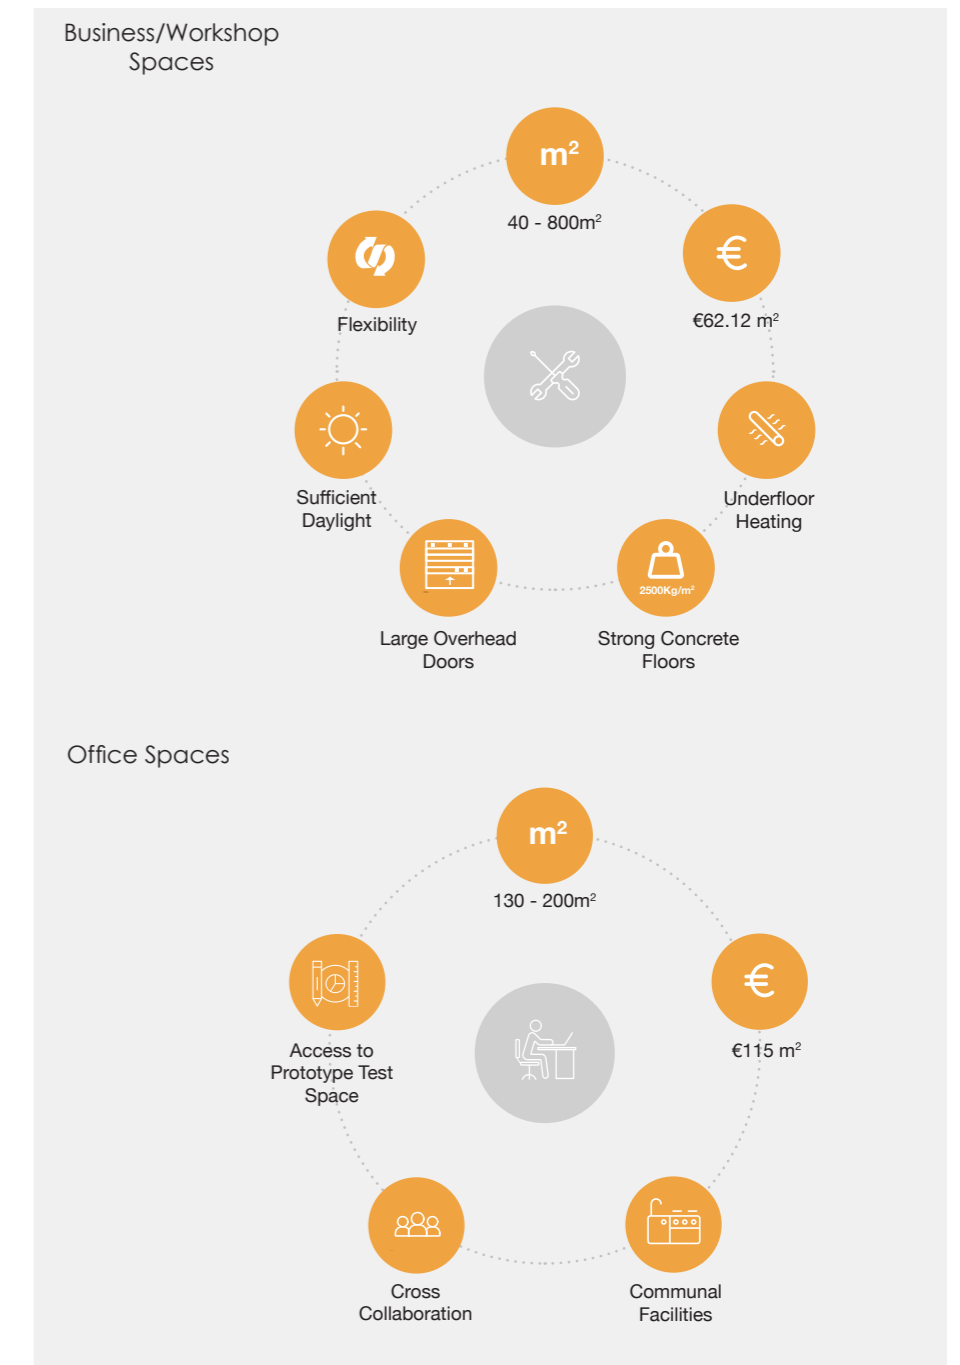 Business/Workshop
Spaces
m²
40 - 800m²
€
€62.12 m²
Flexibility
Sufficient
Daylight
Underfloor
Heating
2500Kg/m²
Large Overhead
Doors
Strong Concrete
Floors
Office Spaces
m²
130 - 200m²
€
€115 m²
Access to
Prototype Test
Space
Cross
Collaboration
Communal
Facilities